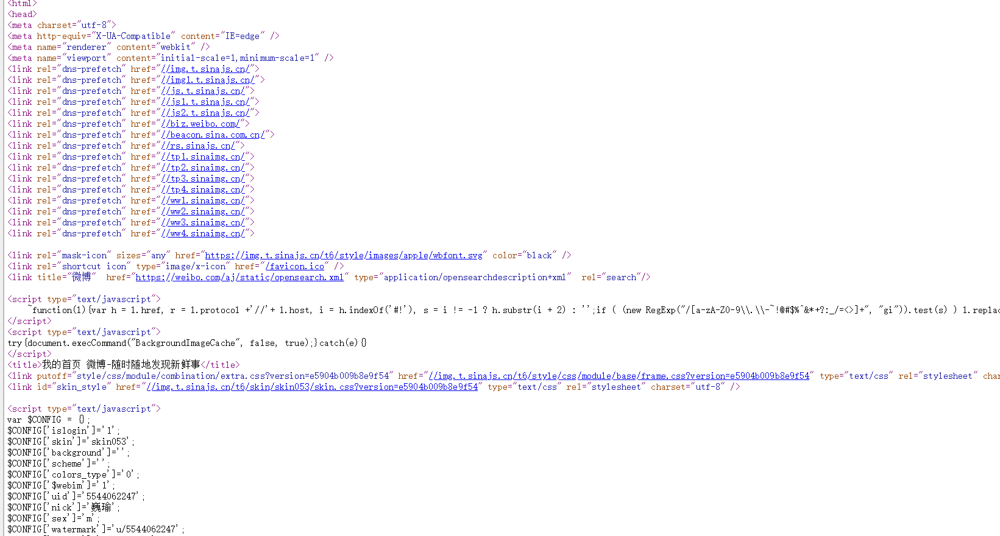 <html>
<head>
<meta charset="utf-8">
<meta http-equiv="X-UA-Compatible" content="IE=edge" />
<meta name="renderer" content="webkit" />
<meta name="viewport" content="initial-scale=1,minimum-scale=1" />
<link rel="dns-prefetch" href="//img.t.sinajs.cn/">
<link rel="dns-prefetch" href="//img1.t.sinajs.cn/">
<link rel="dns-prefetch" href="//js.t.sinajs.cn/">
<link rel="dns-prefetch" href="//js1.t.sinajs.cn/">
<link rel="dns-prefetch" href="//js2.t.sinajs.cn/">
<link rel="dns-prefetch" href="//biz.weibo.com/">
<link rel="dns-prefetch" href="//beacon.sina.com.cn/">
<link rel="dns-prefetch" href="//rs.sinajs.cn/">
<link rel="dns-prefetch" href="//tp1.sinaimg.cn/">
<link rel="dns-prefetch" href="//tp2.sinaimg.cn/">
<link rel="dns-prefetch" href="//tp3.sinaimg.cn/">
<link rel="dns-prefetch" href="//tp4.sinaimg.cn/">
<link rel="dns-prefetch" href="//ww1.sinaimg.cn/">
<link rel="dns-prefetch" href="//ww2.sinaimg.cn/">
<link rel="dns-prefetch" href="//ww3.sinaimg.cn/">
<link rel="dns-prefetch" href="//ww4.sinaimg.cn/">
<link rel="mask-icon" sizes="any" href="https://img.t.sinajs.cn/t6/style/images/apple/wbfont.svg" color="black" />
<link rel="shortcut icon" type="image/x-icon" href="/favicon.ico" />
<link title="微博"  href="https://weibo.com/aj/static/opensearch.xml" type="application/opensearchdescription+xml"  rel="search"/>
<script type="text/javascript">
~function(l){var h = l.href, r = l.protocol +'//'+ l.host, i = h.indexOf('#!'), s = i != -1 ? h.substr(i + 2) : '';if ( (new RegExp("/[a-zA-Z0-9\\.\\-~!@#$%^&*+?:_/=<>]+", "gi")).test(s) ) l.replac
</script>
<script type="text/javascript">
try{document.execCommand("BackgroundImageCache", false, true);}catch(e){}
</script>
<title>我的首页 微博-随时随地发现新鲜事</title>
<link putoff="style/css/module/combination/extra.css?version=e5904b009b8e9f54" href="//img.t.sinajs.cn/t6/style/css/module/base/frame.css?version=e5904b009b8e9f54" type="text/css" rel="stylesheet" char
<link id="skin_style" href="//img.t.sinajs.cn/t6/skin/skin053/skin.css?version=e5904b009b8e9f54" type="text/css" rel="stylesheet" charset="utf-8" />
<script type="text/javascript">
var $CONFIG = {};
$CONFIG['islogin']='1';
$CONFIG['skin']='skin053';
$CONFIG['background']='';
$CONFIG['scheme']='';
$CONFIG['colors_type']='0';
$CONFIG['$webim']='1';
$CONFIG['uid']='5544062247';
$CONFIG['nick']='巍瑜';
$CONFIG['sex']='m';
$CONFIG['watermark']='u/5544062247';